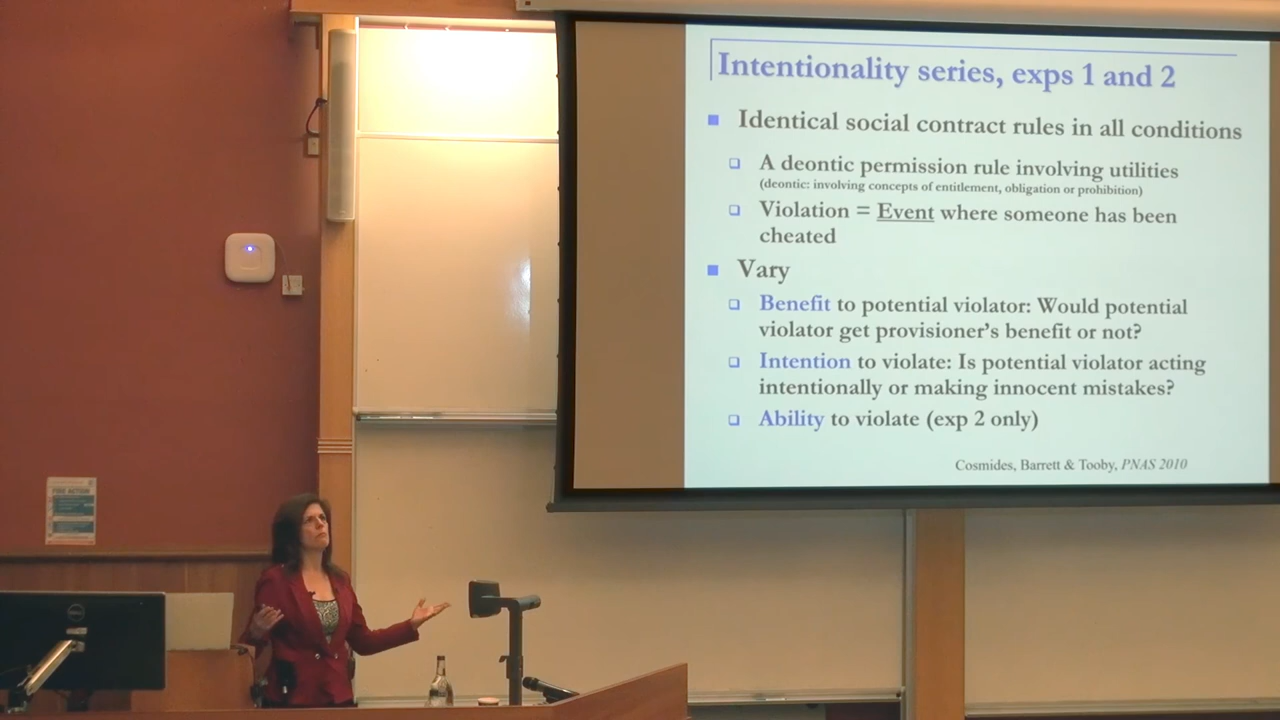 Intentionality series, exps 1 and 2
Identical social contract rules in all conditions
A deontic permission rule involving utilities
(deontic: involving concepts of entitlement, obligation or prohibition)
Violation = Event where someone has been
cheated
Vary
Benefit to potential violator: Would potential
violator get provisioner's benefit or not?
Intention to violate: Is potential violator acting
intentionally or making innocent mistakes?
Ability to violate (exp 2 only)
Cosmides, Barrett & Tooby, PNAS 2010
FIRE ACTION
DELL